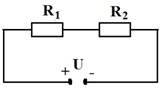 R₁ R₂
U
+ -